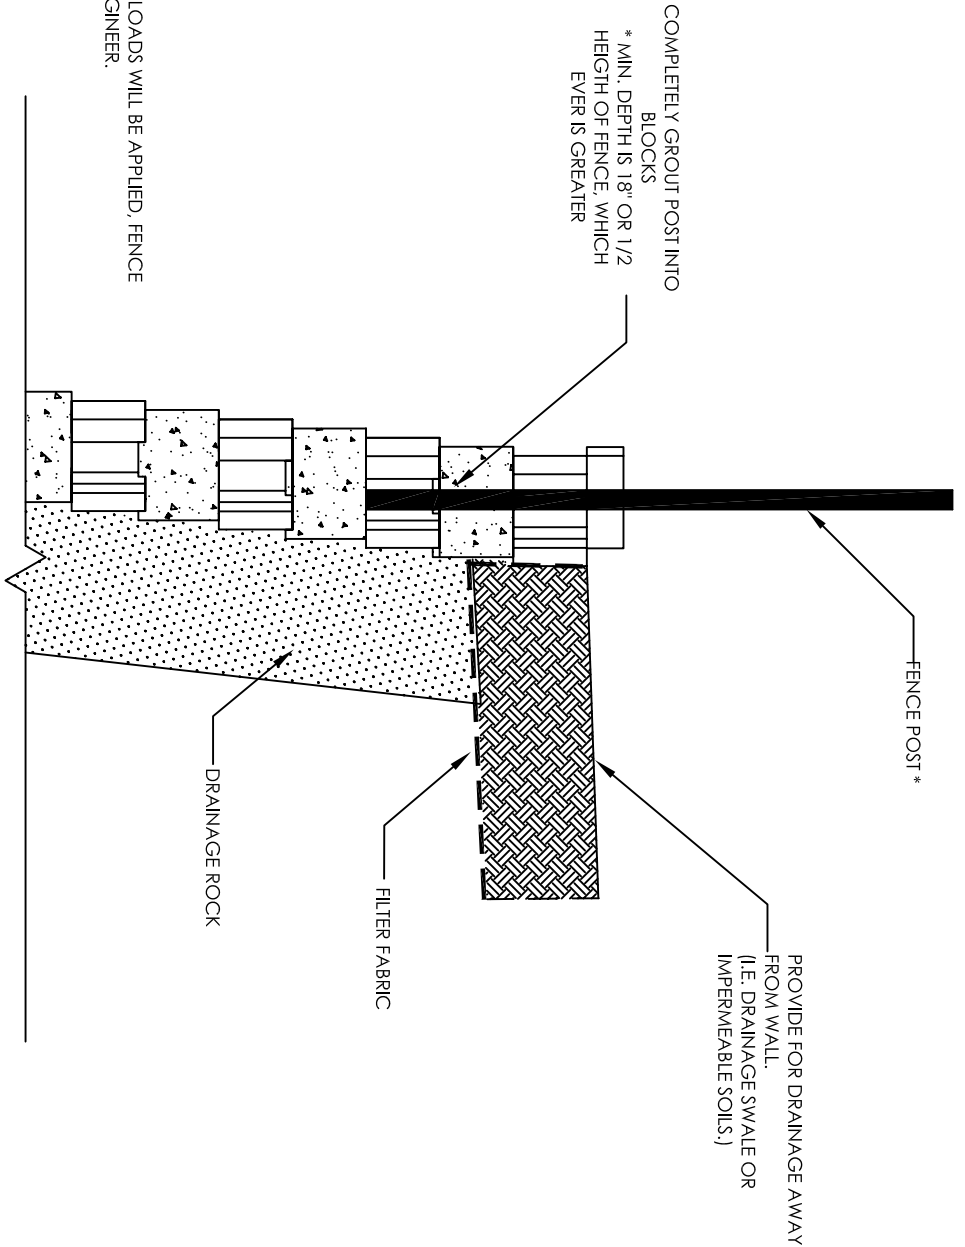 COMPLETELY GROUT POST INTO
BLOCKS
* MIN. DEPTH IS 18" OR 1/2
HEIGTH OF FENCE, WHICH
EVER IS GREATER
FENCE POST *
PROVIDE FOR DRAINAGE AWAY
FROM WALL.
(I.E. DRAINAGE SWALE OR
IMPERMEABLE SOILS.)
FILTER FABRIC
DRAINAGE ROCK
LOADS WILL BE APPLIED, FENCE
GINEER.